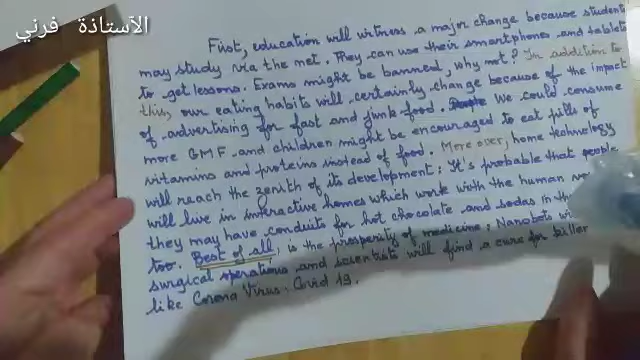 الآستاذة فرني
First, education will witness a major change because student
may study via the net. They can use their smartphones and tablets
to get lessons. Exams might be banned, why not? In addition to
this, our eating habits will certainly change because of the impact
of advertising for fast and junk food. We could consume
more GMF and children might be encouraged to eat pills of
vitamins and proteins instead of food. More over, home technology
will reach the zenith of its development: It's probable that people
will live in interactive homes which work with the human
they may have conduits for hot chocolate and sodas in
too. Best of all, is the prosperity of medicine: Nanobots
surgical operations and scientists will find a cure for killer
like Corona Virus. Covid 19.